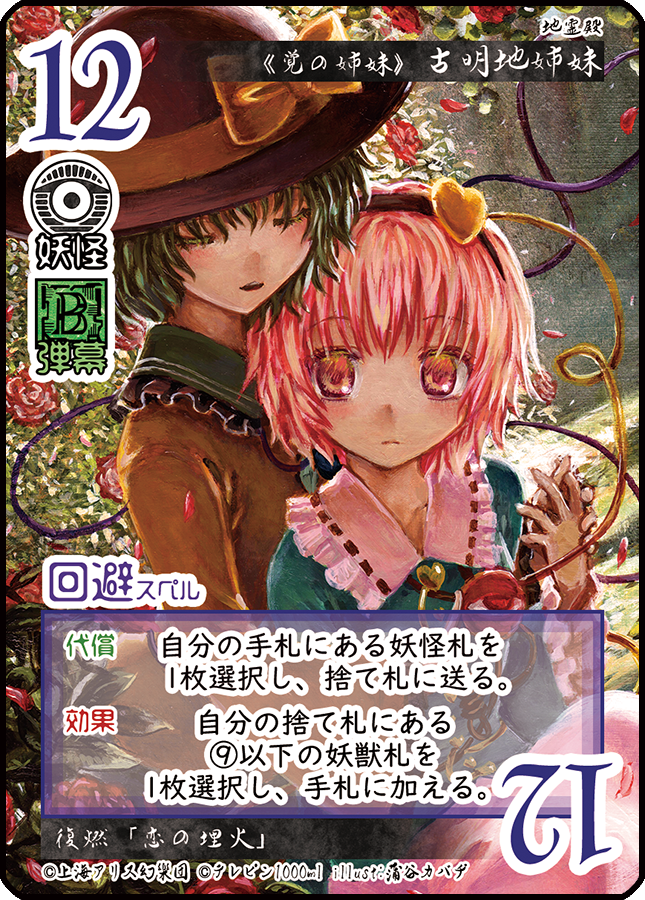 地霊殿
12
《覚の姉妹》 古明地姉妹
妖怪
B
弾幕
回避スペル
代償 自分の手札にある妖怪札を
1枚選択し、捨て札に送る。
効果 自分の捨て札にある
⑨以下の妖獣札を
1枚選択し、手札に加える。
12
復燃「恋の埋火」
©上海アリス幻樂団 ©テレピン1000ml illust:蒲谷カバヂ